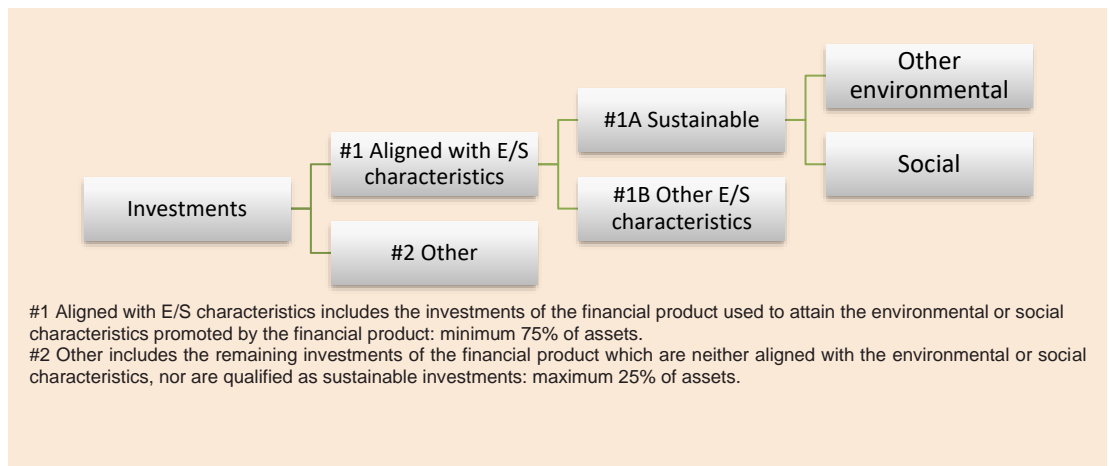 Other
environmental
#1A Sustainable
#1 Aligned with E/S
characteristics
Social
#1B Other E/S
characteristics
Investments
#2 Other
#1 Aligned with E/S characteristics includes the investments of the financial product used to attain the environmental or social
characteristics promoted by the financial product: minimum 75% of assets.
#2 Other includes the remaining investments of the financial product which are neither aligned with the environmental or social
characteristics, nor are qualified as sustainable investments: maximum 25% of assets.